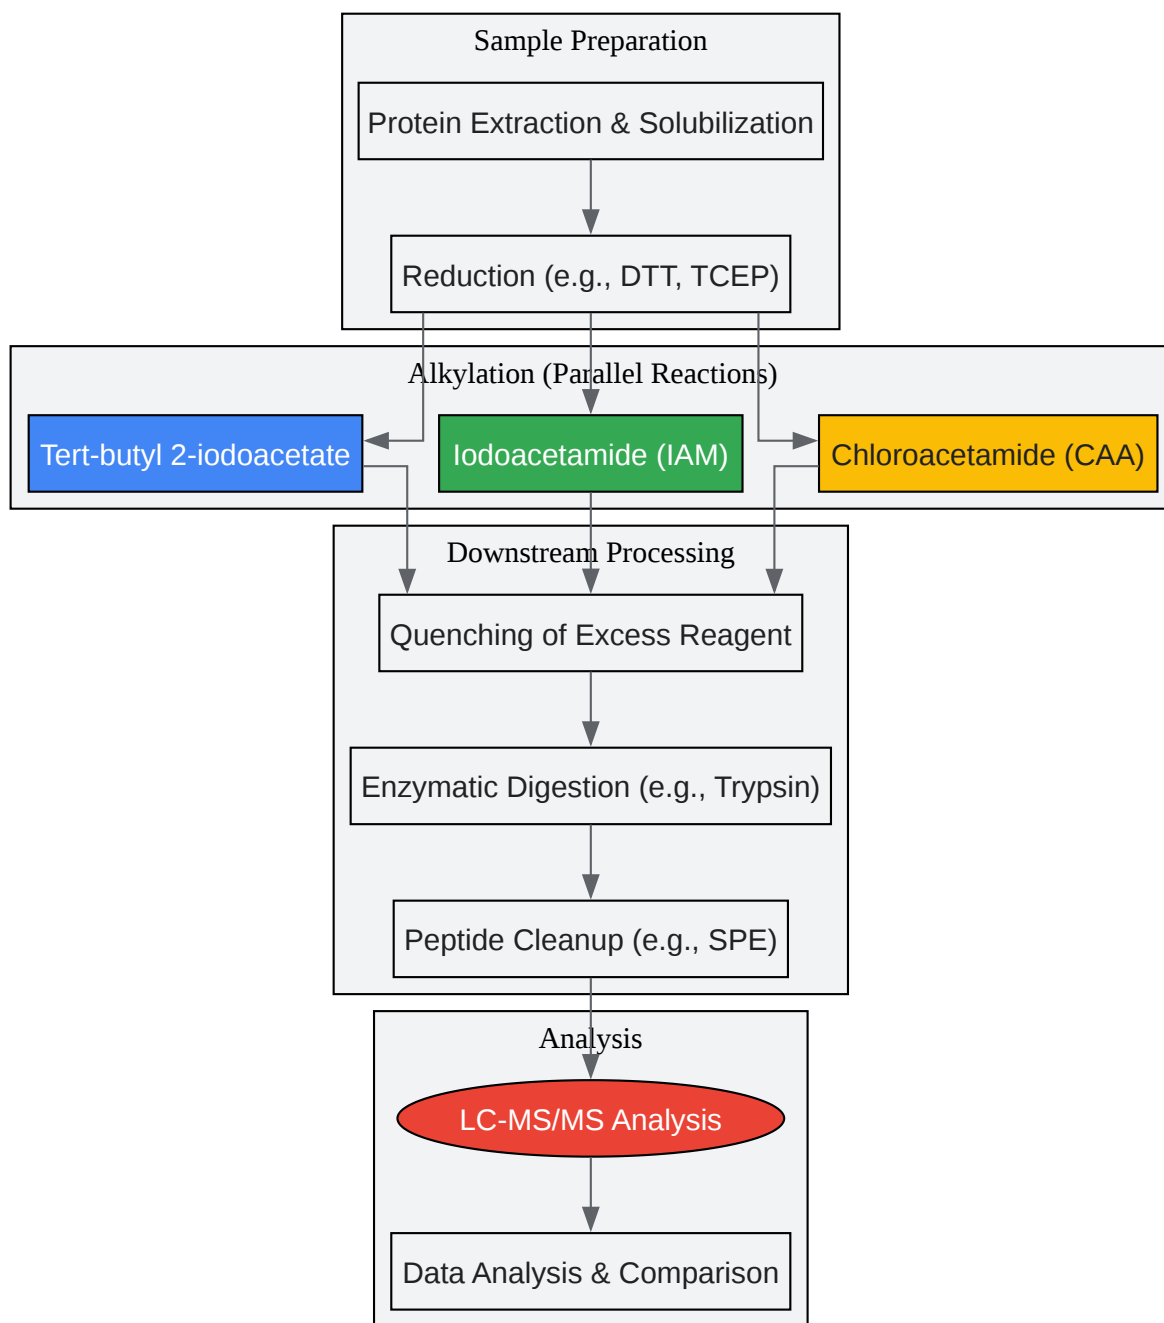 Sample Preparation
Protein Extraction & Solubilization
Reduction (e.g., DTT, TCEP)
Alkylation (Parallel Reactions)
Tert-butyl 2-iodoacetate
Iodoacetamide (IAM)
Chloroacetamide (CAA)
Downstream Processing
Quenching of Excess Reagent
Enzymatic Digestion (e.g., Trypsin)
Peptide Cleanup (e.g., SPE)
Analysis
LC-MS/MS Analysis
Data Analysis & Comparison